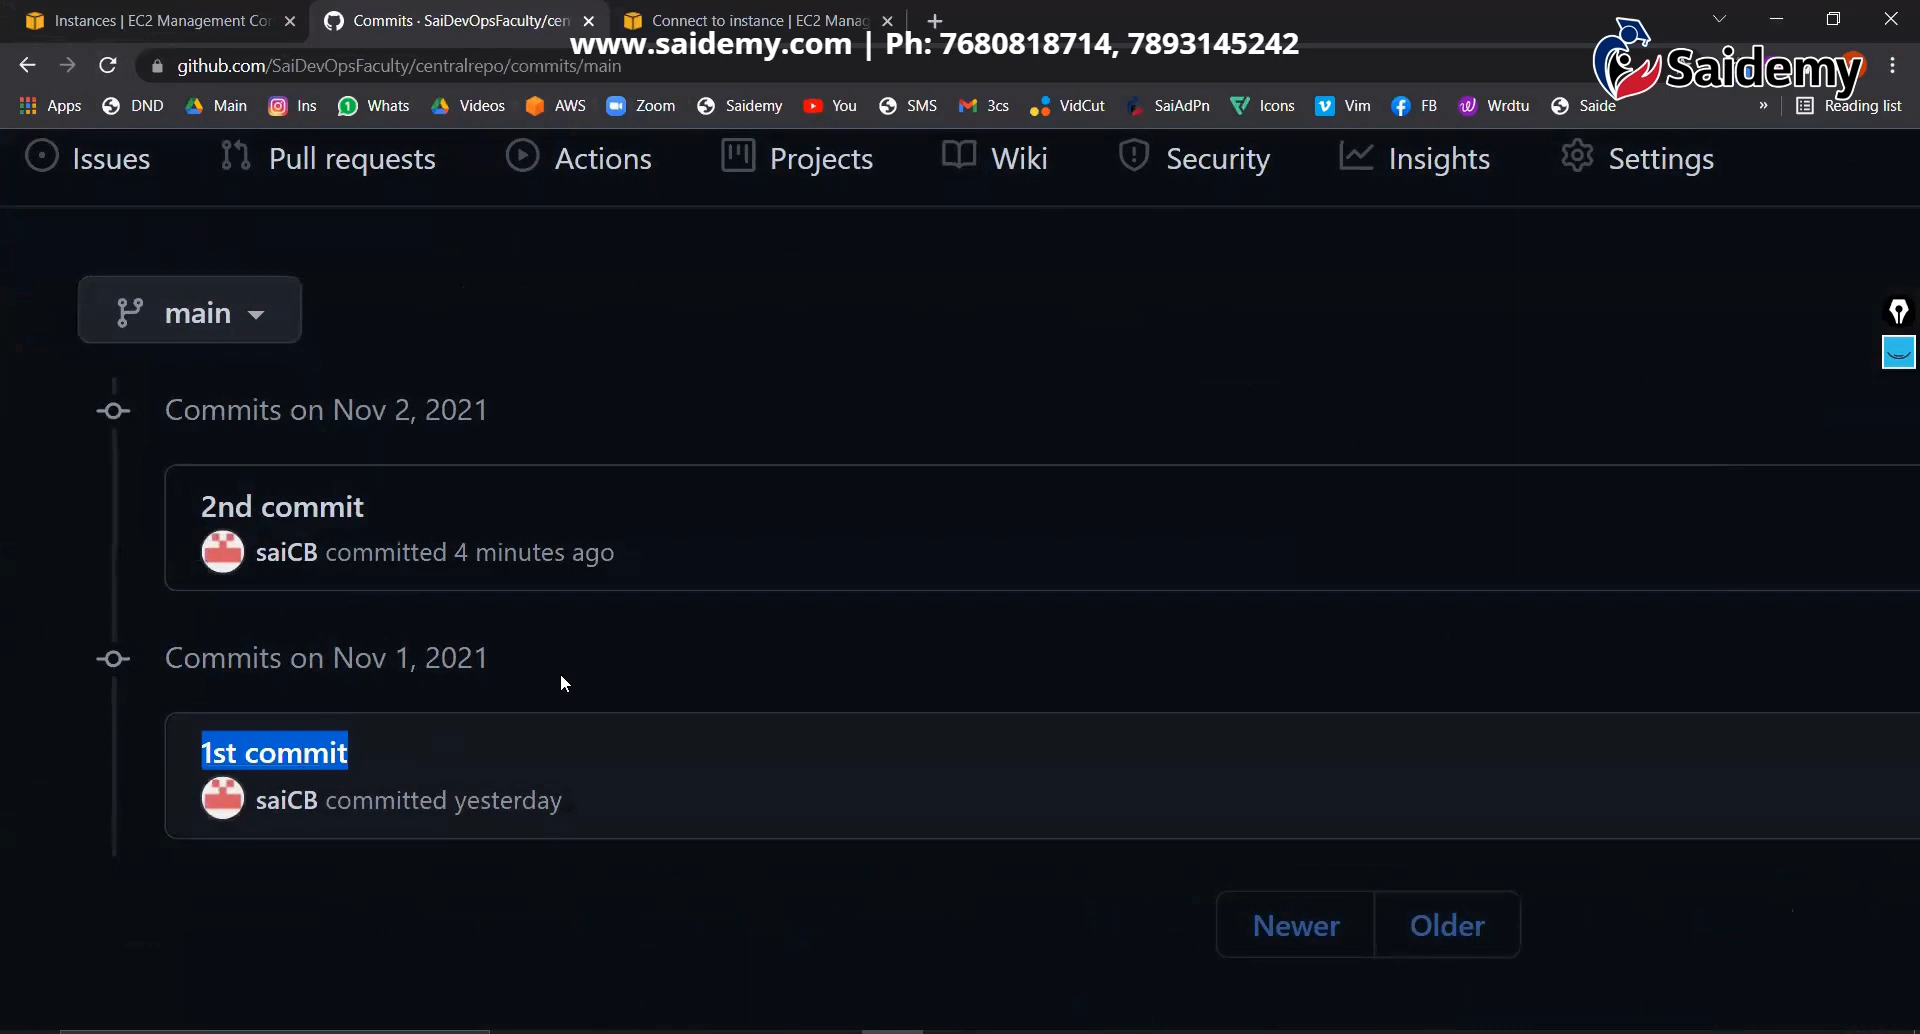 Instances | EC2 Management Co
Commits · SaiDevOpsFaculty/cen
Connect to instance | EC2 Manag
www.saidemy.com | Ph: 7680818714, 7893145242
github.com/SaiDevOpsFaculty/centralrepo/commits/main
Saidemy
Apps DND Main Ins Whats Videos AWS Zoom Saidemy You SMS 3cs VidCut SaiAdPn Icons Vim FB Wrdtu Saide » Reading list
Issues Pull requests Actions Projects Wiki Security Insights Settings
main
Commits on Nov 2, 2021
2nd commit
saiCB committed 4 minutes ago
Commits on Nov 1, 2021
1st commit
saiCB committed yesterday
Newer Older